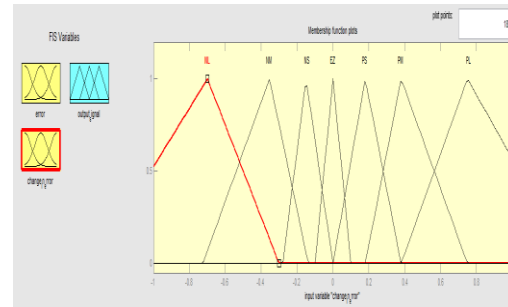 plot points:
18
FIS Variables
Membership function plots
NL NM NS EZ PS PM PL
1
0.5
0
error
output_signal
change_in_error
-1 -0.8 -0.6 -0.4 -0.2 0 0.2 0.4 0.6 0.8
input variable "change_in_error"